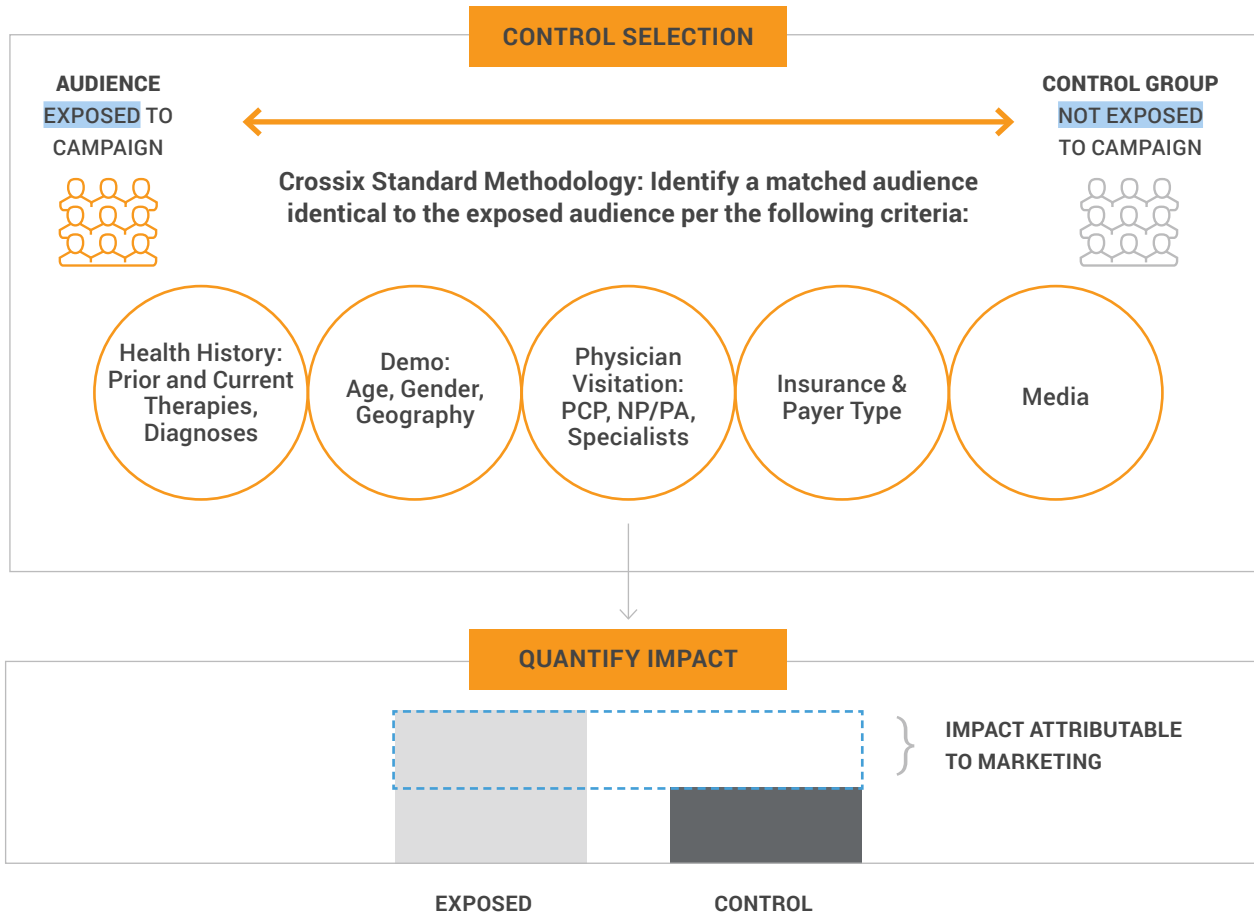 CONTROL SELECTION
AUDIENCE
EXPOSED TO
CAMPAIGN
CONTROL GROUP
NOT EXPOSED
TO CAMPAIGN
Crossix Standard Methodology: Identify a matched audience
identical to the exposed audience per the following criteria:
Health History:
Prior and Current
Therapies,
Diagnoses
Demo:
Age, Gender,
Geography
Physician
Visitation:
PCP, NP/PA,
Specialists
Insurance &
Payer Type
Media
QUANTIFY IMPACT
IMPACT ATTRIBUTABLE
TO MARKETING
EXPOSED
CONTROL